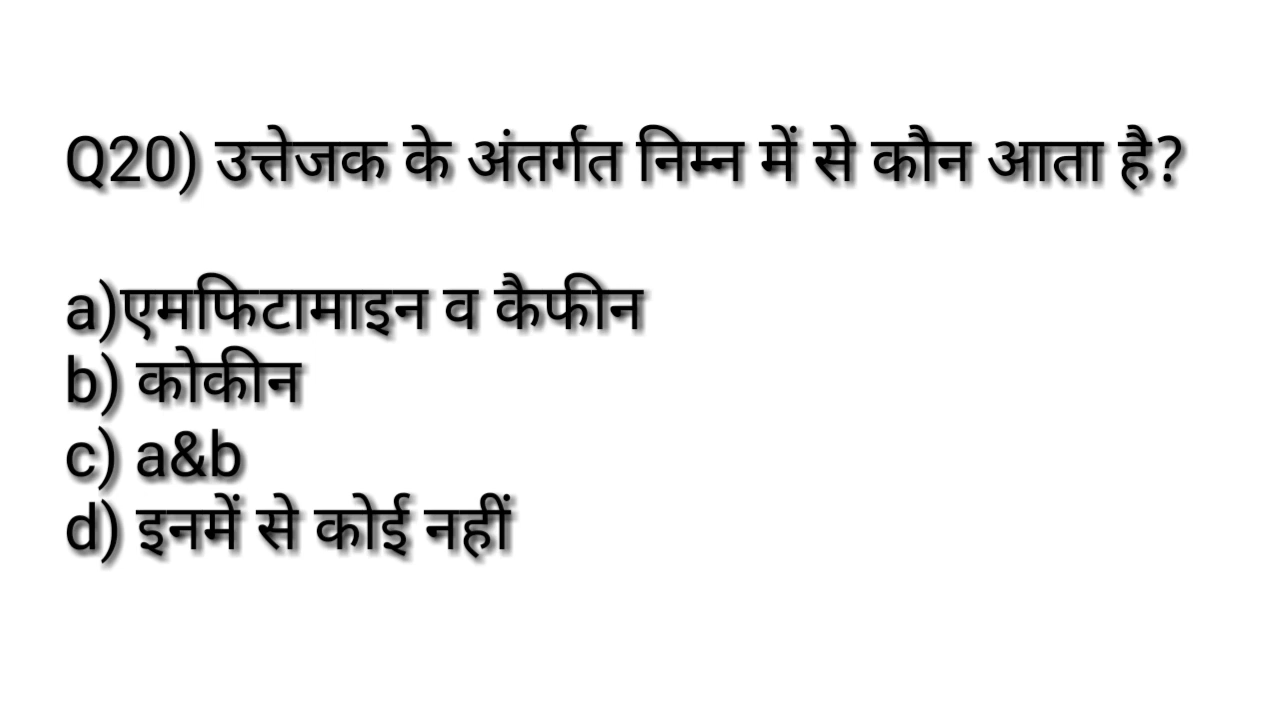 Q20) उत्तेजक के अंतर्गत निम्न में से कौन आता है?
a)एमफिटामाइन व कैफीन
b) कोकीन
c) a&b
d) इनमें से कोई नहीं